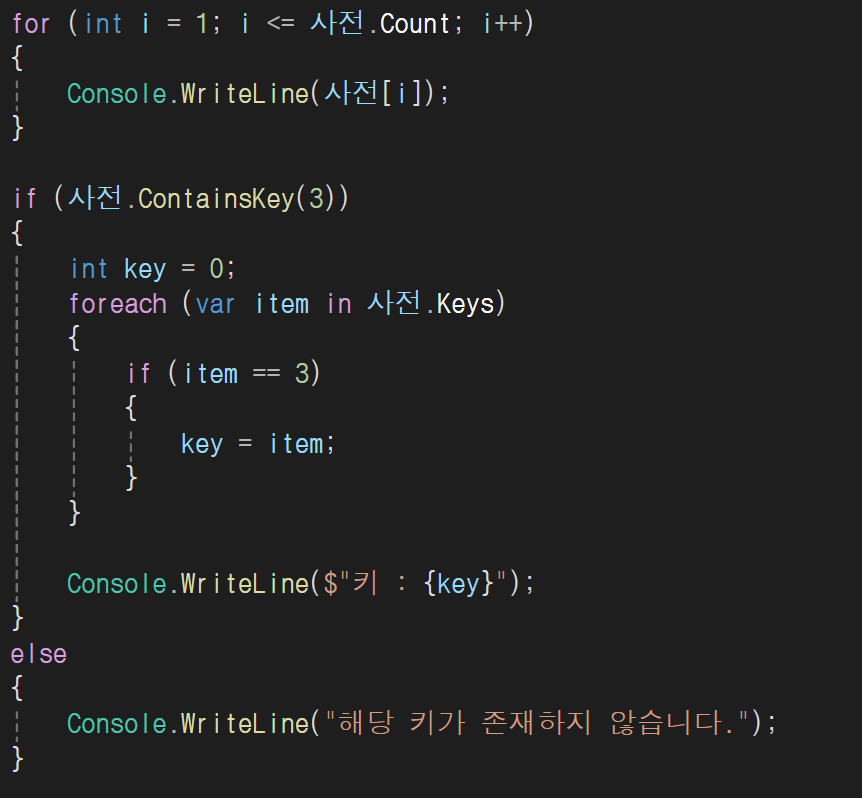 for (int i = 1; i <= 사전.Count; i++)
{
    Console.WriteLine(사전[i]);
}
if (사전.ContainsKey(3))
{
    int key = 0;
    foreach (var item in 사전.Keys)
    {
        if (item == 3)
        {
            key = item;
        }
    }
    Console.WriteLine($"키 : {key}");
}
else
{
    Console.WriteLine("해당 키가 존재하지 않습니다.");
}